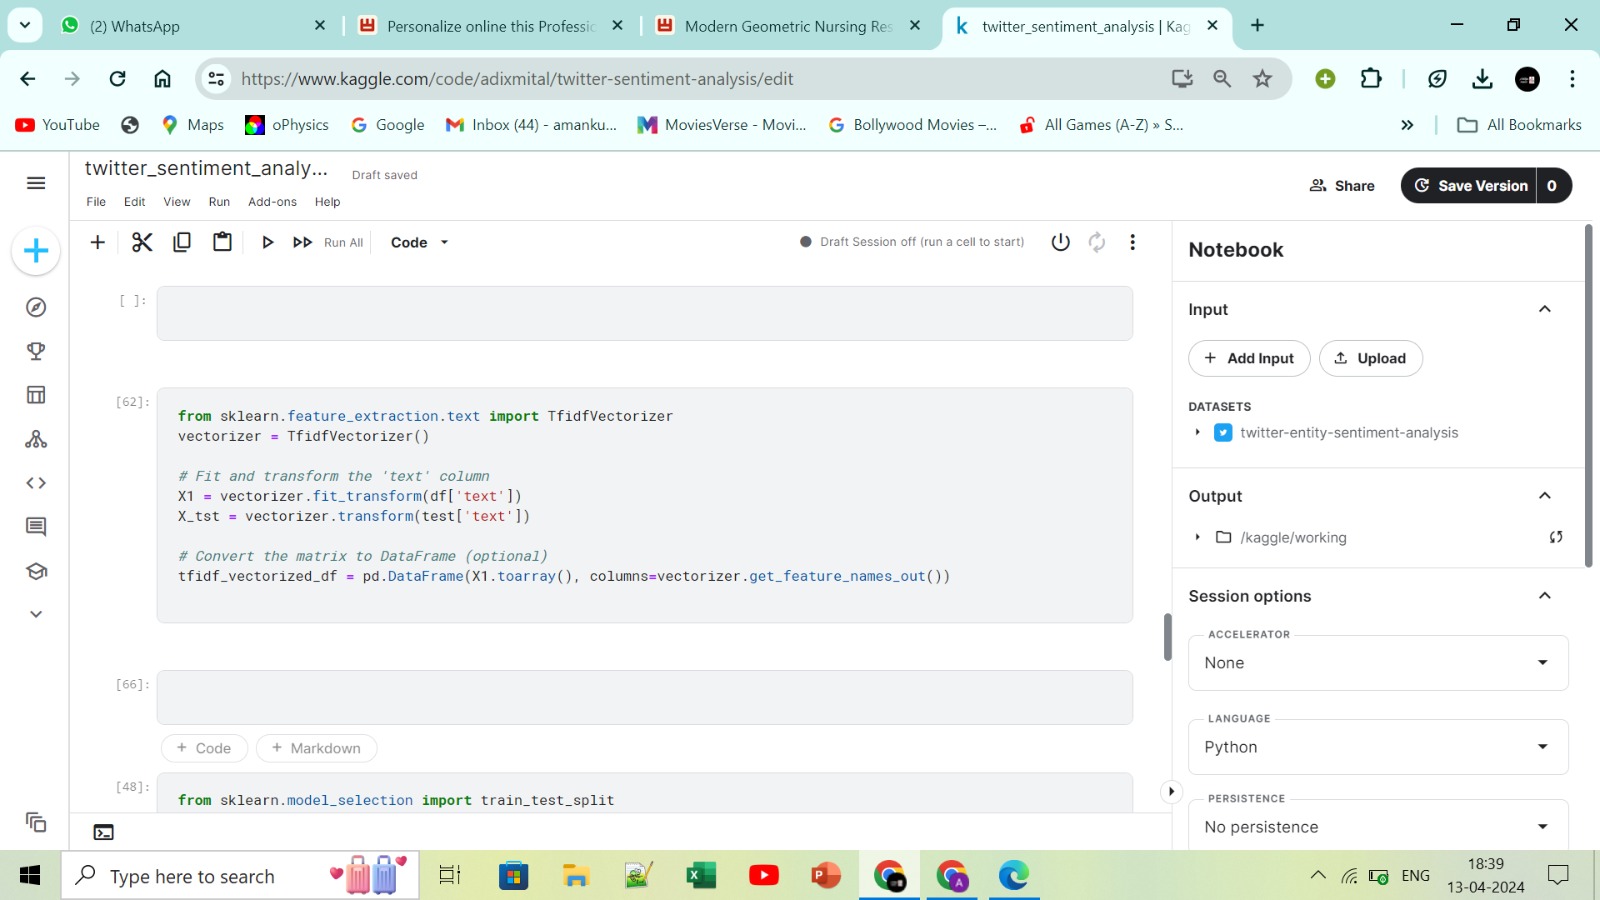 (2) WhatsApp
Personalize online this Professic
Modern Geometric Nursing Res
twitter_sentiment_analysis | Kag
https://www.kaggle.com/code/adixmital/twitter-sentiment-analysis/edit
YouTube
Maps
oPhysics
Google
Inbox (44) - amanku...
MoviesVerse - Movi...
Bollywood Movies –...
All Games (A-Z) » S...
All Bookmarks
twitter_sentiment_analy...
Draft saved
Share
Save Version
0
File Edit View Run Add-ons Help
Run All
Code
Draft Session off (run a cell to start)
[ ]:
[62]:
from sklearn.feature_extraction.text import TfidfVectorizer
vectorizer = TfidfVectorizer()
# Fit and transform the 'text' column
X1 = vectorizer.fit_transform(df['text'])
X_tst = vectorizer.transform(test['text'])
# Convert the matrix to DataFrame (optional)
tfidf_vectorized_df = pd.DataFrame(X1.toarray(), columns=vectorizer.get_feature_names_out())
[66]:
+ Code
+ Markdown
[48]:
from sklearn.model_selection import train_test_split
Notebook
Input
+ Add Input
Upload
DATASETS
twitter-entity-sentiment-analysis
Output
/kaggle/working
Session options
ACCELERATOR
None
LANGUAGE
Python
PERSISTENCE
No persistence
Type here to search
ENG
18:39
13-04-2024